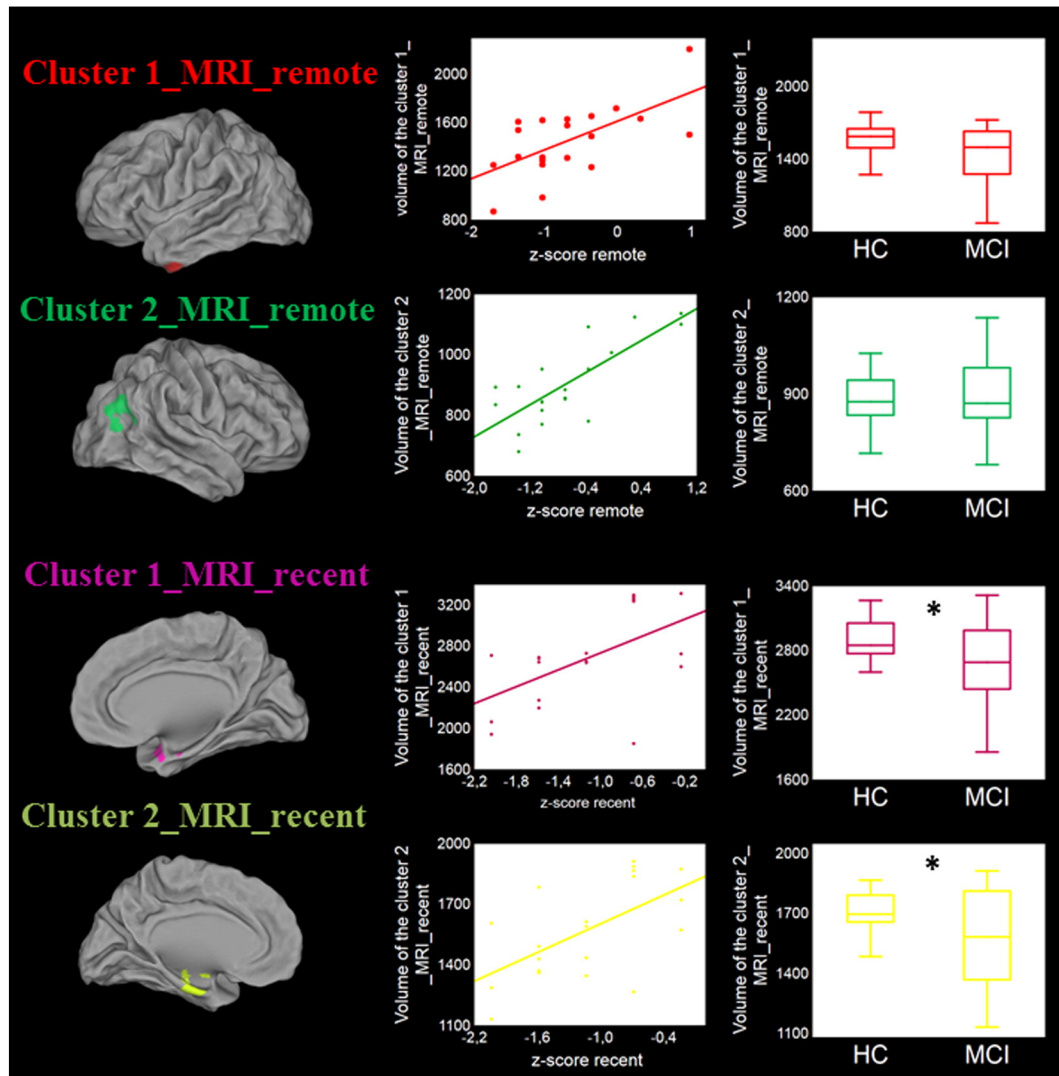 Cluster 1_MRI_remote
volume of the cluster 1_
MRI_remote
2000
1600
1200
800
-2
-1
0
1
z-score remote
Volume of the cluster 1_
MRI_remote
2000
1400
800
HC
MCI
Cluster 2_MRI_remote
Volume of the cluster 2
_MRI_remote
1200
1000
800
600
-2,0
-1,2
-0,4
0,4
1,2
z-score remote
Volume of the cluster 2_
MRI_remote
1200
900
600
HC
MCI
Cluster 1_MRI_recent
Volume of the cluster 1
_MRI_recent
3200
2800
2400
2000
1600
-2,2
-1,8
-1,4
-1,0
-0,6
-0,2
z-score recent
Volume of the cluster 1_
MRI_recent
3400
2800
2200
1600
*
HC
MCI
Cluster 2_MRI_recent
Volume of the cluster 2
_MRI_recent
2000
1700
1400
1100
-2,2
-1,6
-1,0
-0,4
z-score recent
Volume of the cluster 2_
MRI_recent
2000
1700
1400
1100
*
HC
MCI